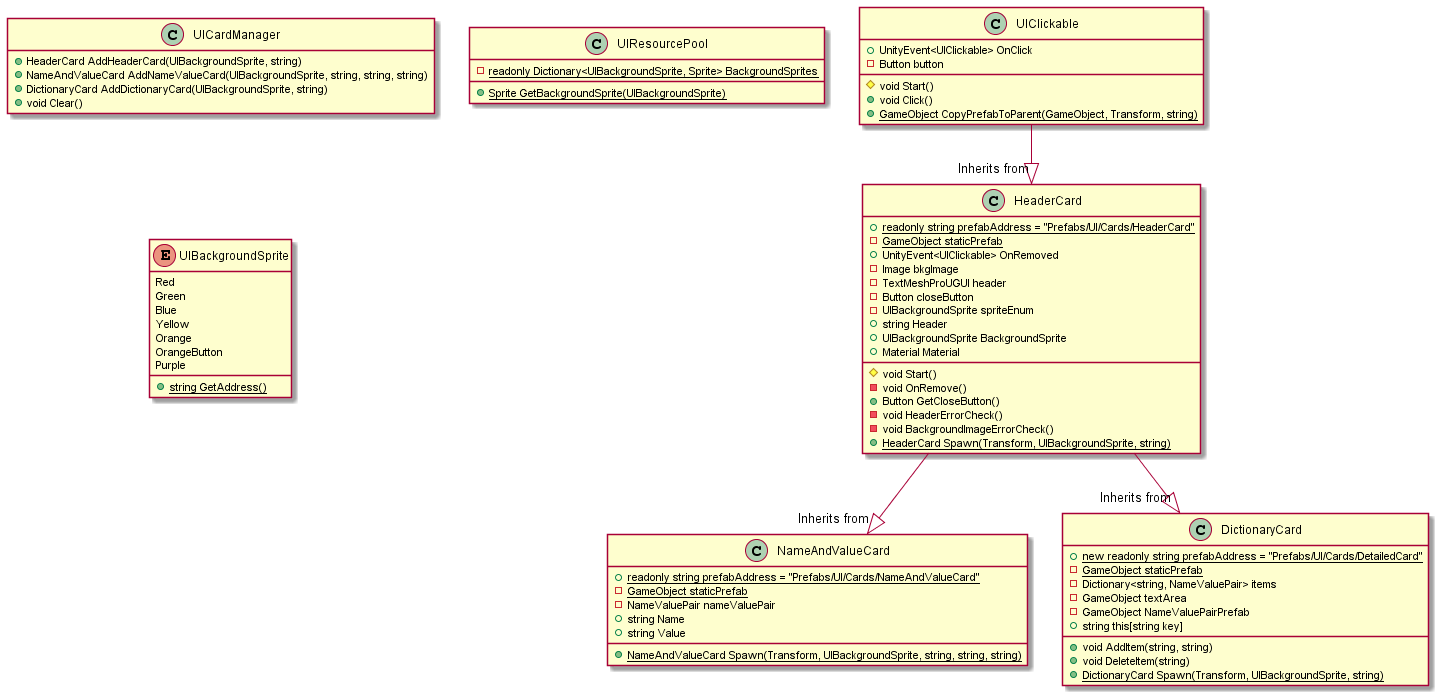 C UICardManager
HeaderCard AddHeaderCard(UIBackgroundSprite, string)
NameAndValueCard AddNameValueCard(UIBackgroundSprite, string, string, string)
DictionaryCard AddDictionaryCard(UIBackgroundSprite, string)
void Clear()
C UIResourcePool
readonly Dictionary<UIBackgroundSprite, Sprite> BackgroundSprites
Sprite GetBackgroundSprite(UIBackgroundSprite)
C UIClickable
UnityEvent<UIClickable> OnClick
Button button
void Start()
void Click()
GameObject CopyPrefabToParent(GameObject, Transform, string)
Inherits from
E UIBackgroundSprite
Red
Green
Blue
Yellow
Orange
OrangeButton
Purple
string GetAddress()
C HeaderCard
readonly string prefabAddress = "Prefabs/UI/Cards/HeaderCard"
GameObject staticPrefab
UnityEvent<UIClickable> OnRemoved
Image bkgImage
TextMeshProUGUI header
Button closeButton
UIBackgroundSprite spriteEnum
string Header
UIBackgroundSprite BackgroundSprite
Material Material
void Start()
void OnRemove()
Button GetCloseButton()
void HeaderErrorCheck()
void BackgroundImageErrorCheck()
HeaderCard Spawn(Transform, UIBackgroundSprite, string)
Inherits from
Inherits from
C NameAndValueCard
readonly string prefabAddress = "Prefabs/UI/Cards/NameAndValueCard"
GameObject staticPrefab
NameValuePair nameValuePair
string Name
string Value
NameAndValueCard Spawn(Transform, UIBackgroundSprite, string, string, string)
C DictionaryCard
new readonly string prefabAddress = "Prefabs/UI/Cards/DetailedCard"
GameObject staticPrefab
Dictionary<string, NameValuePair> items
GameObject textArea
GameObject NameValuePairPrefab
string this[string key]
void AddItem(string, string)
void DeleteItem(string)
DictionaryCard Spawn(Transform, UIBackgroundSprite, string)